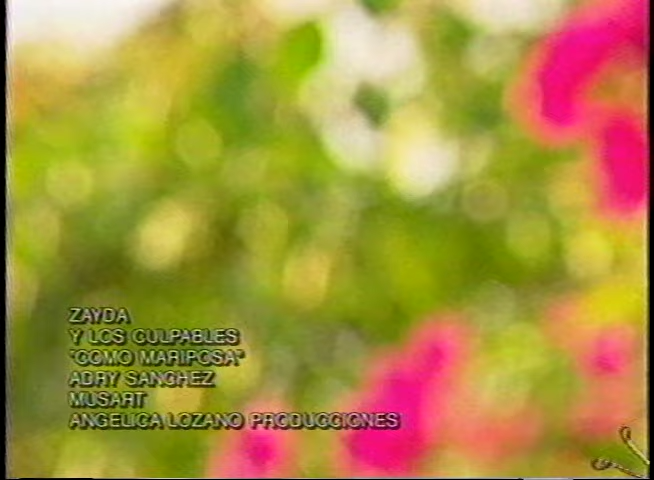 ZAYDA
Y LOS CULPABLES
"COMO MARIPOSA"
ADRY SANCHEZ
MUSART
ANGELICA LOZANO PRODUCCIONES